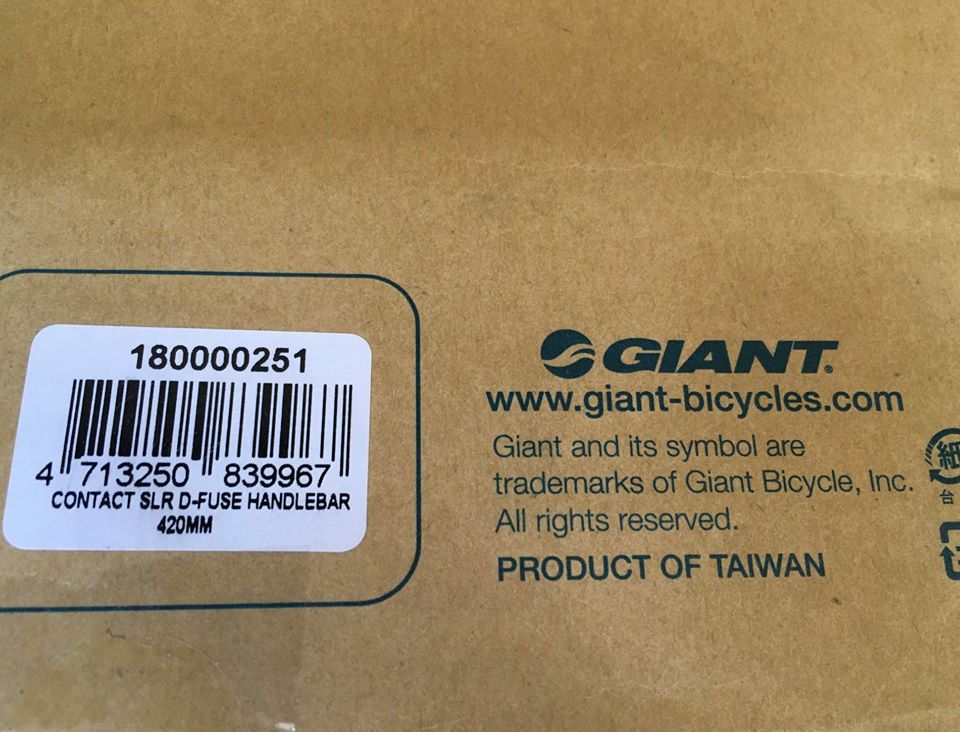 180000251
4 713250 839967
CONTACT SLR D-FUSE HANDLEBAR
420MM
GIANT®
www.giant-bicycles.com
Giant and its symbol are
trademarks of Giant Bicycle, Inc.
All rights reserved.
PRODUCT OF TAIWAN
紙
台